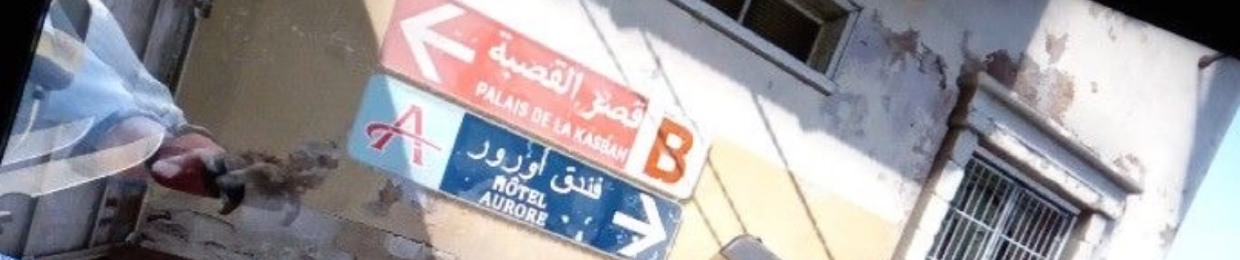 قصر القصبة
PALAIS DE LA KASBAH
B
A
فندق أورور
HÔTEL
AURORE